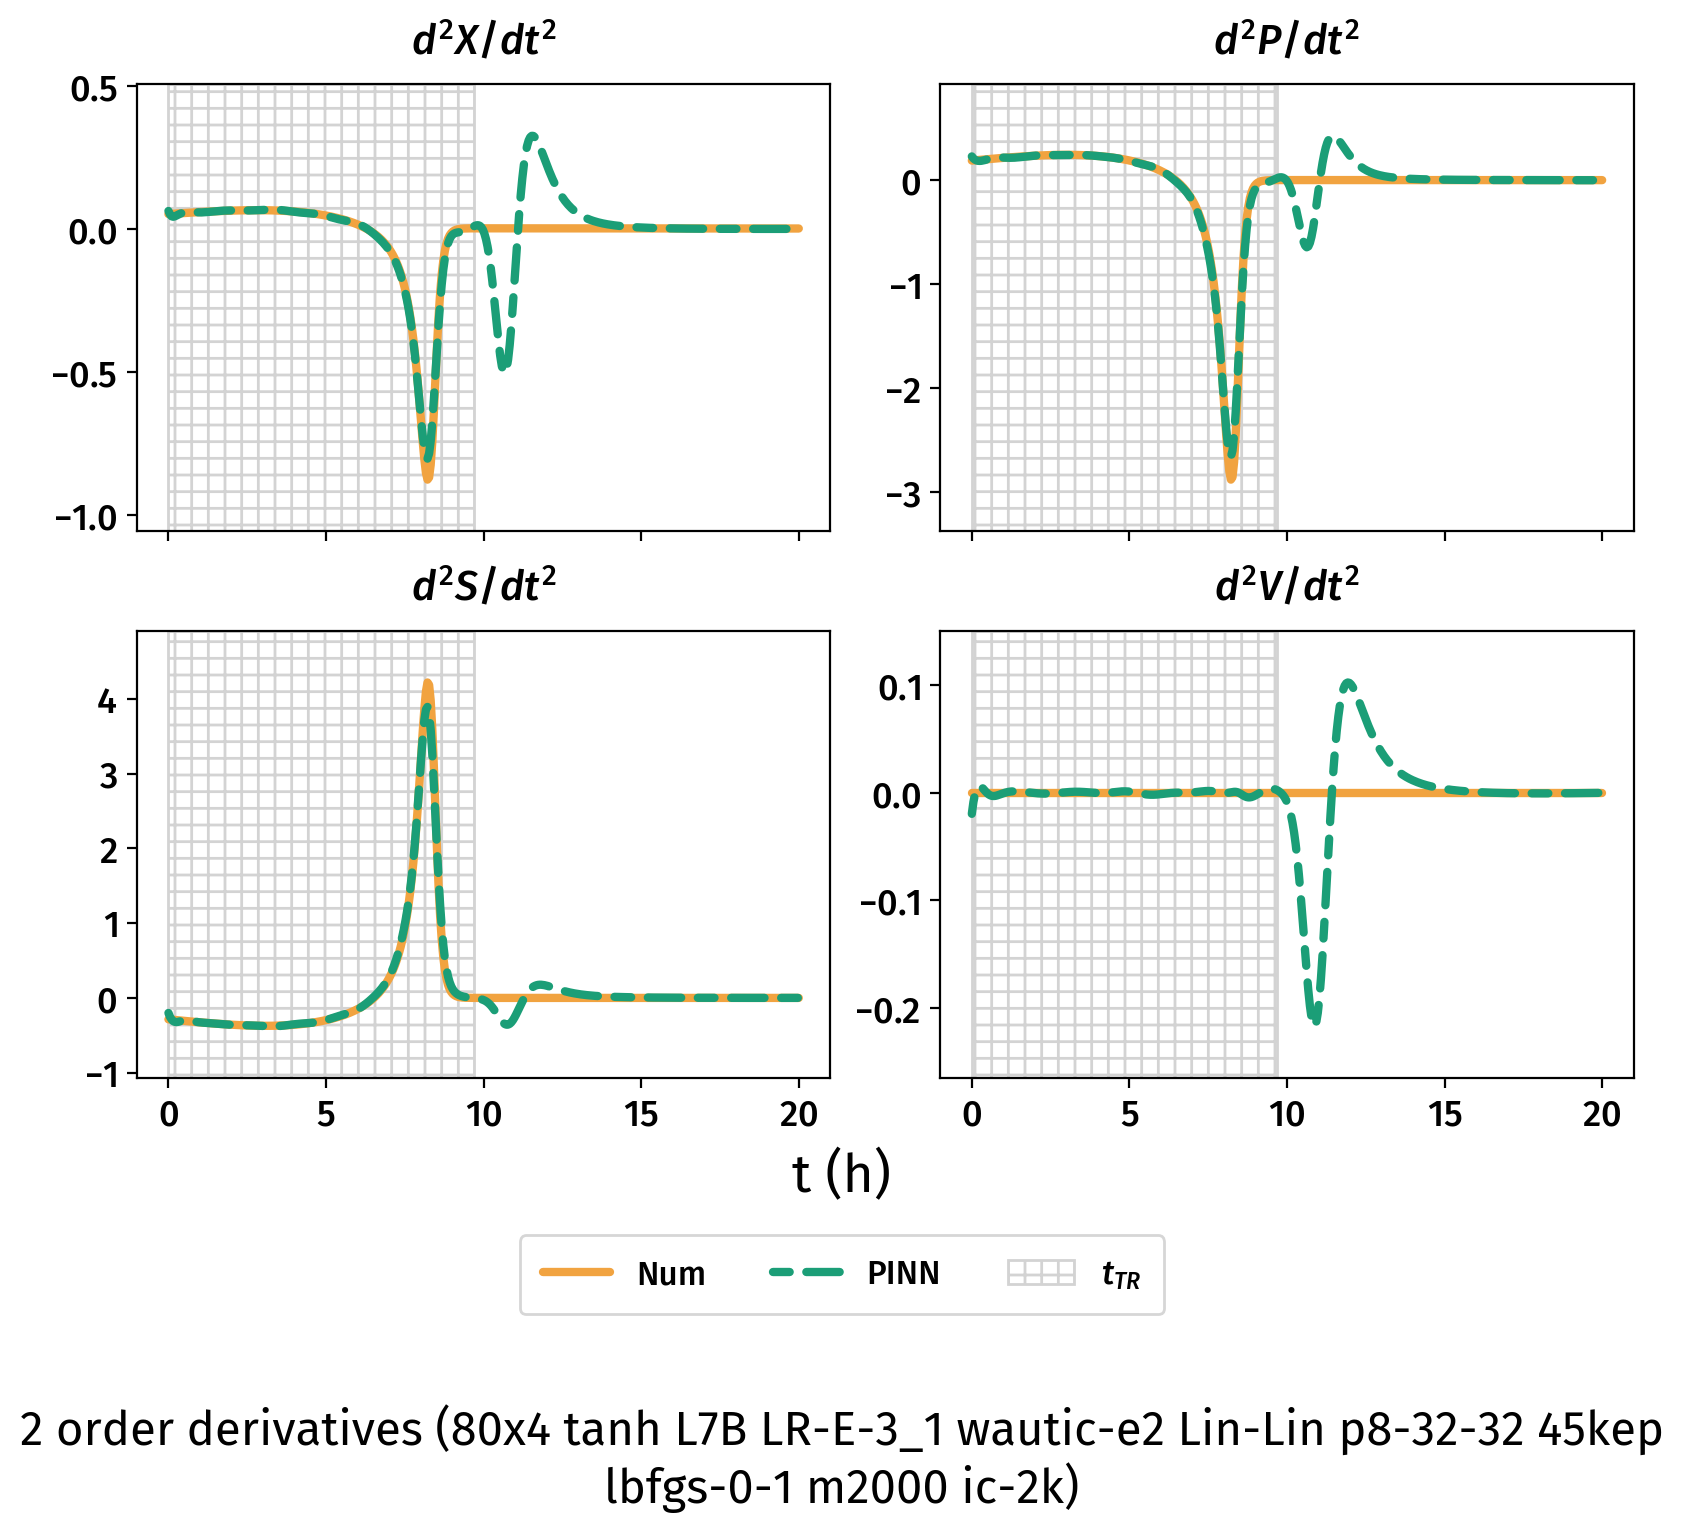 d²X/dt²
d²P/dt²
0.5
0.0
−0.5
−1.0
0
−1
−2
−3
d²S/dt²
d²V/dt²
4
3
2
1
0
−1
0.1
0.0
−0.1
−0.2
0 5 10 15 20
0 5 10 15 20
t (h)
Num PINN t_TR
2 order derivatives (80x4 tanh L7B LR-E-3_1 wautic-e2 Lin-Lin p8-32-32 45kep
lbfgs-0-1 m2000 ic-2k)